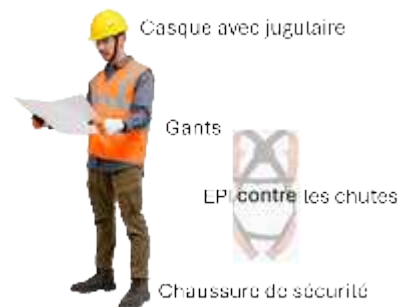 Casque avec jugulaire
Gants
EPI contre les chutes
Chaussure de sécurité